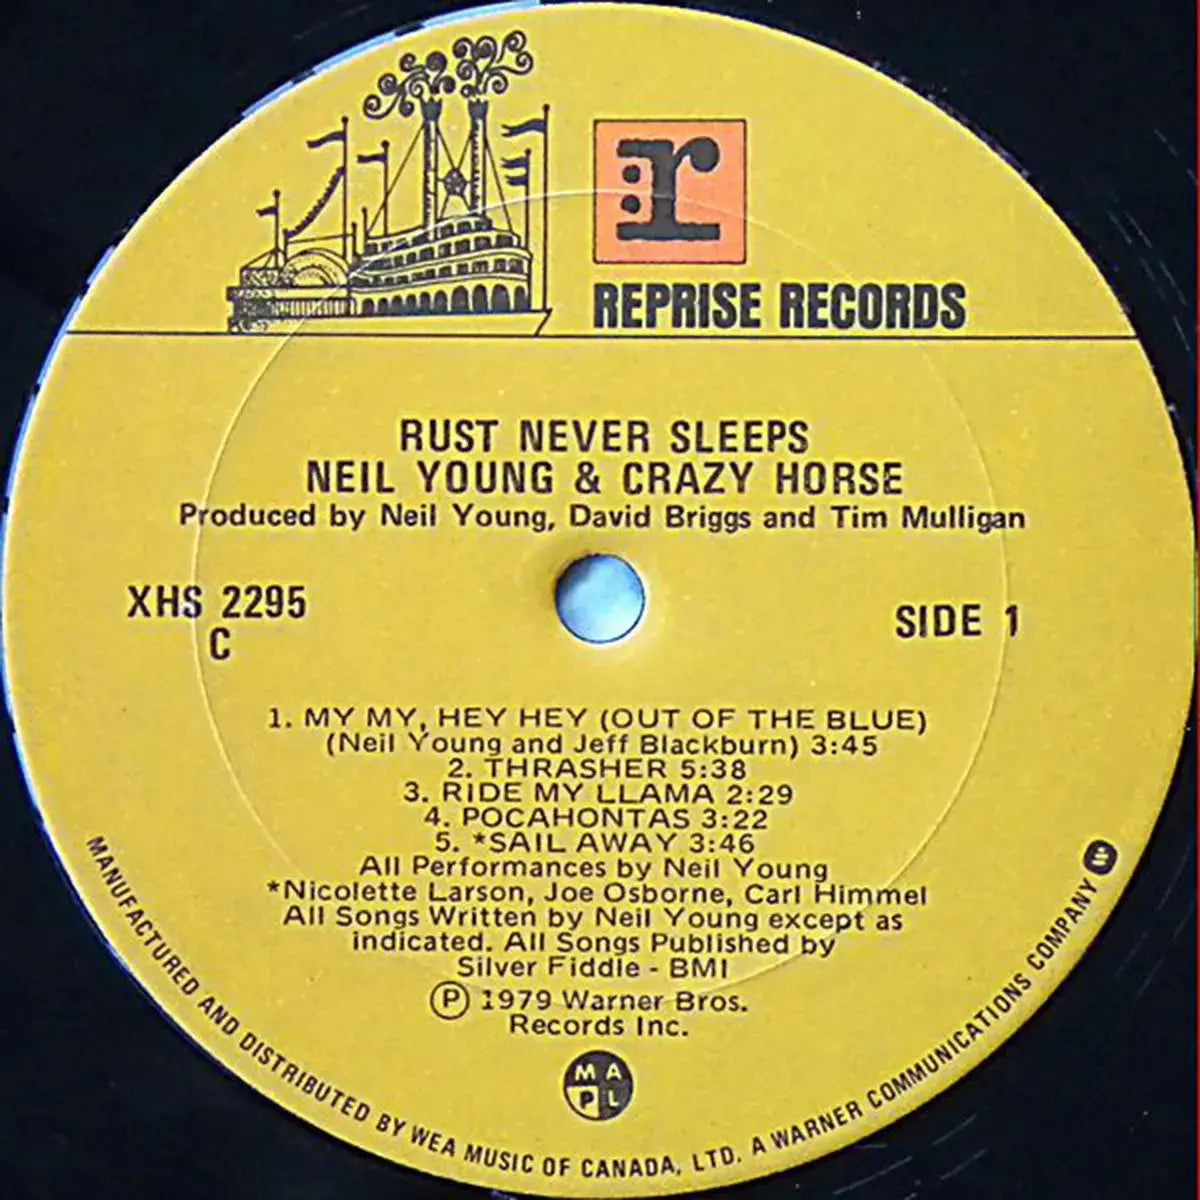 r
REPRISE RECORDS
RUST NEVER SLEEPS
NEIL YOUNG & CRAZY HORSE
Produced by Neil Young, David Briggs and Tim Mulligan
XHS 2295
C
SIDE 1
1. MY MY, HEY HEY (OUT OF THE BLUE)
(Neil Young and Jeff Blackburn) 3:45
2. THRASHER 5:38
3. RIDE MY LLAMA 2:29
4. POCAHONTAS 3:22
5. *SAIL AWAY 3:46
All Performances by Neil Young
*Nicolette Larson, Joe Osborne, Carl Himmel
All Songs Written by Neil Young except as
indicated. All Songs Published by
Silver Fiddle - BMI
Ⓟ 1979 Warner Bros.
Records Inc.
M A
P L
MANUFACTURED AND DISTRIBUTED BY WEA MUSIC OF CANADA, LTD. A WARNER COMMUNICATIONS COMPANY W